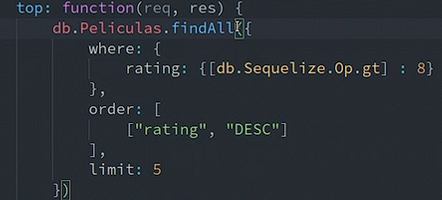 top: function(req, res) {
db.Peliculas.findAll({
where: {
rating: {[db.Sequelize.Op.gt] : 8}
},
order: [
["rating", "DESC"]
],
limit: 5
})